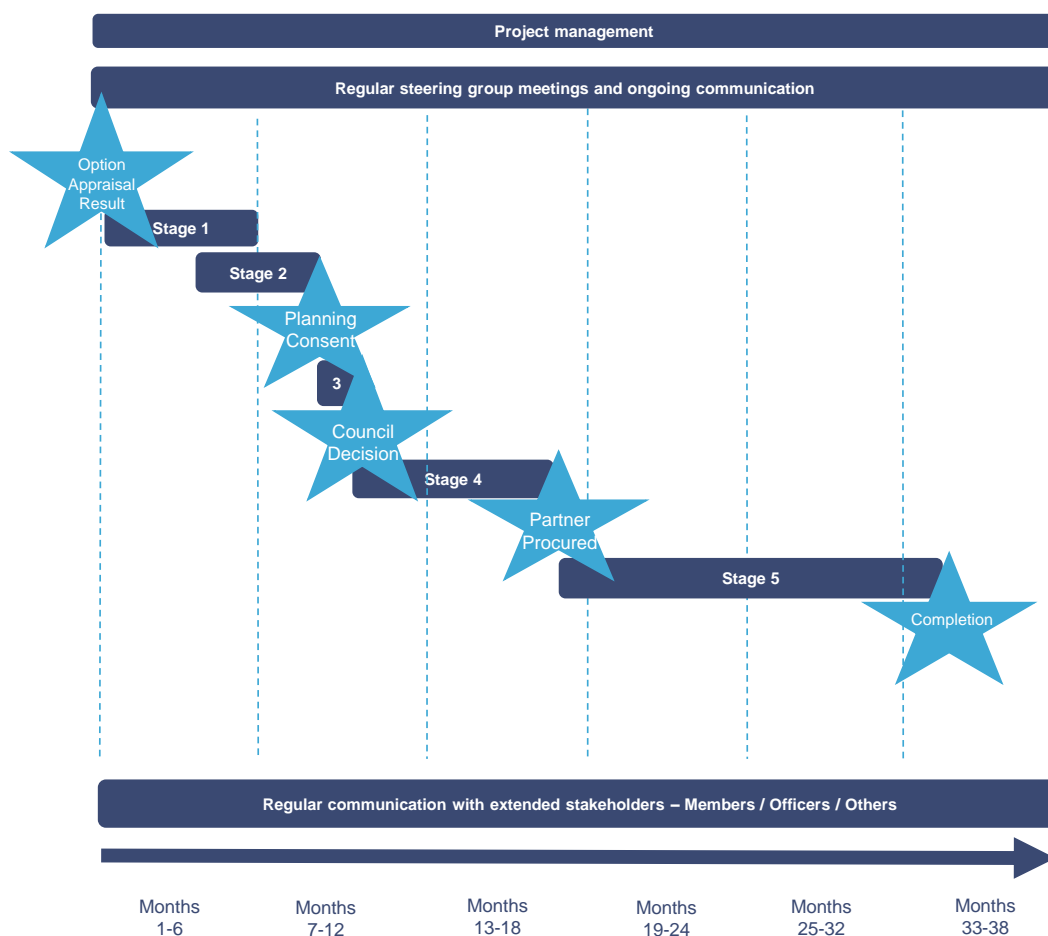 Project management
Regular steering group meetings and ongoing communication
Option
Appraisal
Result
Stage 1
Stage 2
Planning
Consent
3
Council
Decision
Stage 4
Partner
Procured
Stage 5
Completion
Regular communication with extended stakeholders – Members / Officers / Others
Months
1-6
Months
7-12
Months
13-18
Months
19-24
Months
25-32
Months
33-38